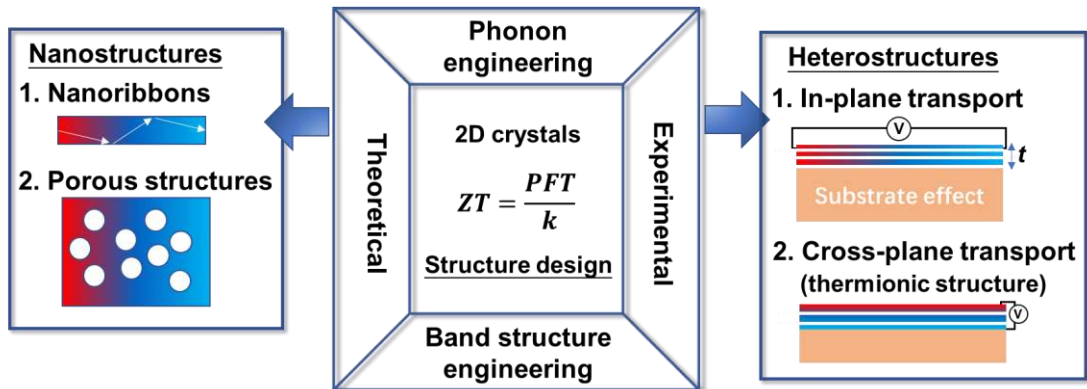 Nanostructures
1. Nanoribbons
2. Porous structures
Phonon
engineering
Theoretical
2D crystals
ZT = PFT / k
Structure design
Experimental
Band structure
engineering
Heterostructures
1. In-plane transport
V
t
Substrate effect
2. Cross-plane transport
(thermionic structure)
V